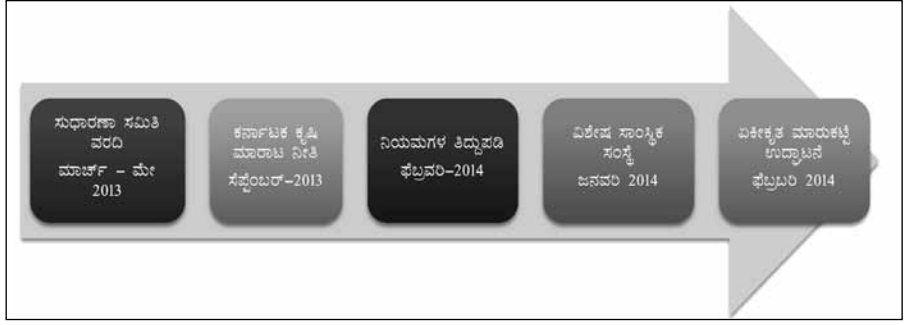 ಸುಧಾರಣಾ ಸಮಿತಿ
ವರದಿ
ಮಾರ್ಚ್ – ಮೇ
2013
ಕರ್ನಾಟಕ ಕೃಷಿ
ಮಾರಾಟ ನೀತಿ
ಸೆಪ್ಟೆಂಬರ್–2013
ನಿಯಮಗಳ ತಿದ್ದುಪಡಿ
ಫೆಬ್ರವರಿ–2014
ವಿಶೇಷ ಸಾಂಸ್ಥಿಕ
ಸಂಸ್ಥೆ
ಜನವರಿ 2014
ಏಕೀಕೃತ ಮಾರುಕಟ್ಟೆ
ಉದ್ಘಾಟನೆ
ಫೆಬ್ರಬರಿ 2014